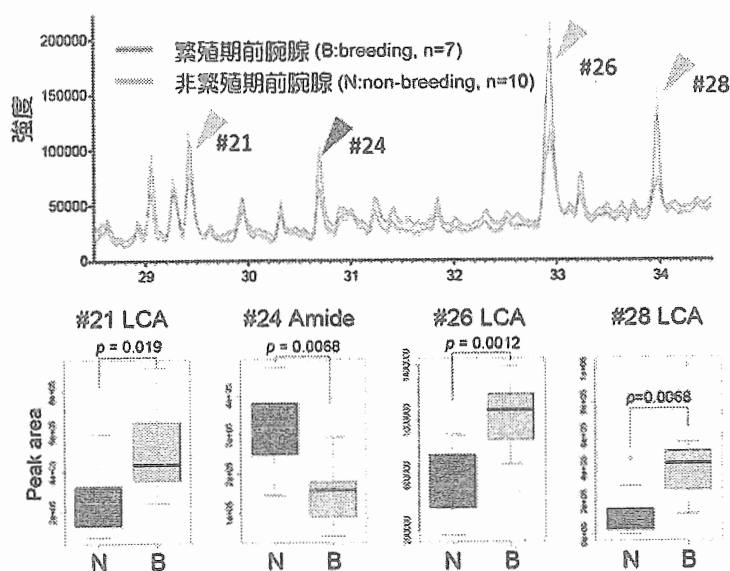 200000
150000
100000
50000
0
強度
繁殖期前腕腺 (B:breeding, n=7)
非繁殖期前腕腺 (N:non-breeding, n=10)
#21
#24
#26
#28
29 30 31 32 33 34
#21 LCA #24 Amide #26 LCA #28 LCA
p = 0.019 p = 0.0068 p = 0.0012 p=0.0068
Peak area
N B N B N B N B